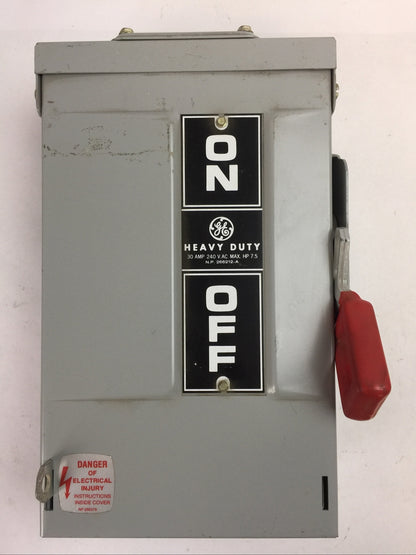 ON
GE
HEAVY DUTY
30 AMP 240 V.AC MAX. HP 7.5
N.P. 266212-A
OFF
DANGER
OF
ELECTRICAL
INJURY
INSTRUCTIONS
INSIDE COVER